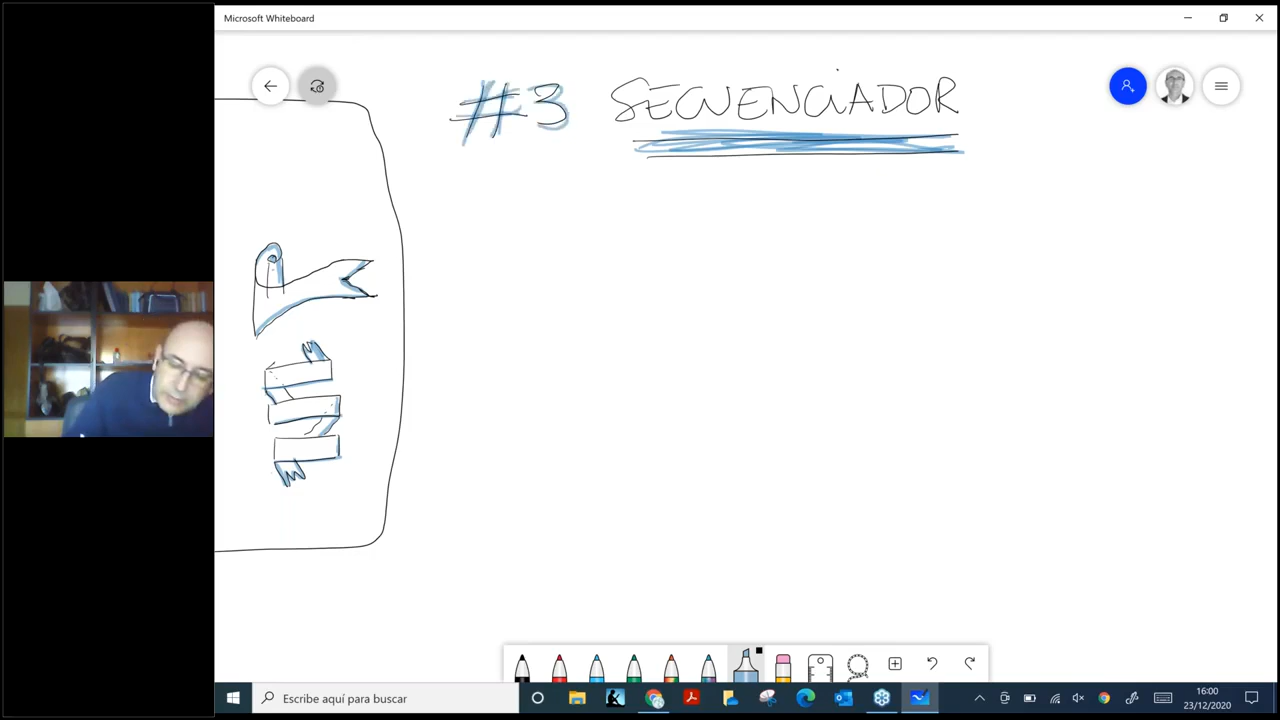 Microsoft Whiteboard
#3 SECUENCIADOR
Escribe aquí para buscar
16:00
23/12/2020